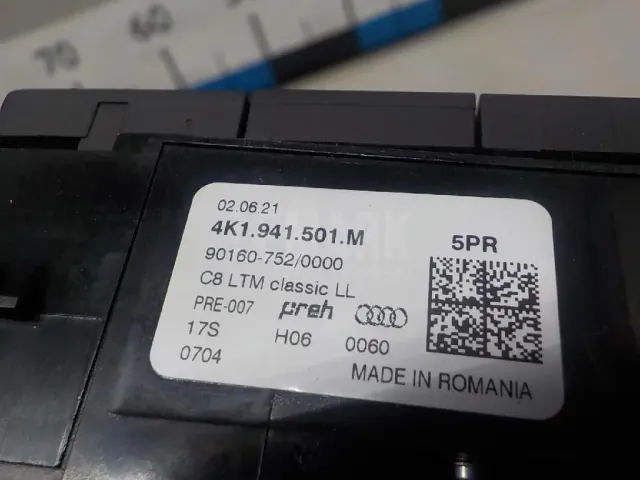 70 60
02.06.21
4K1.941.501.M 5PR
90160-752/0000
C8 LTM classic LL
PRE-007 preh
17S H06 0060
0704 MADE IN ROMANIA